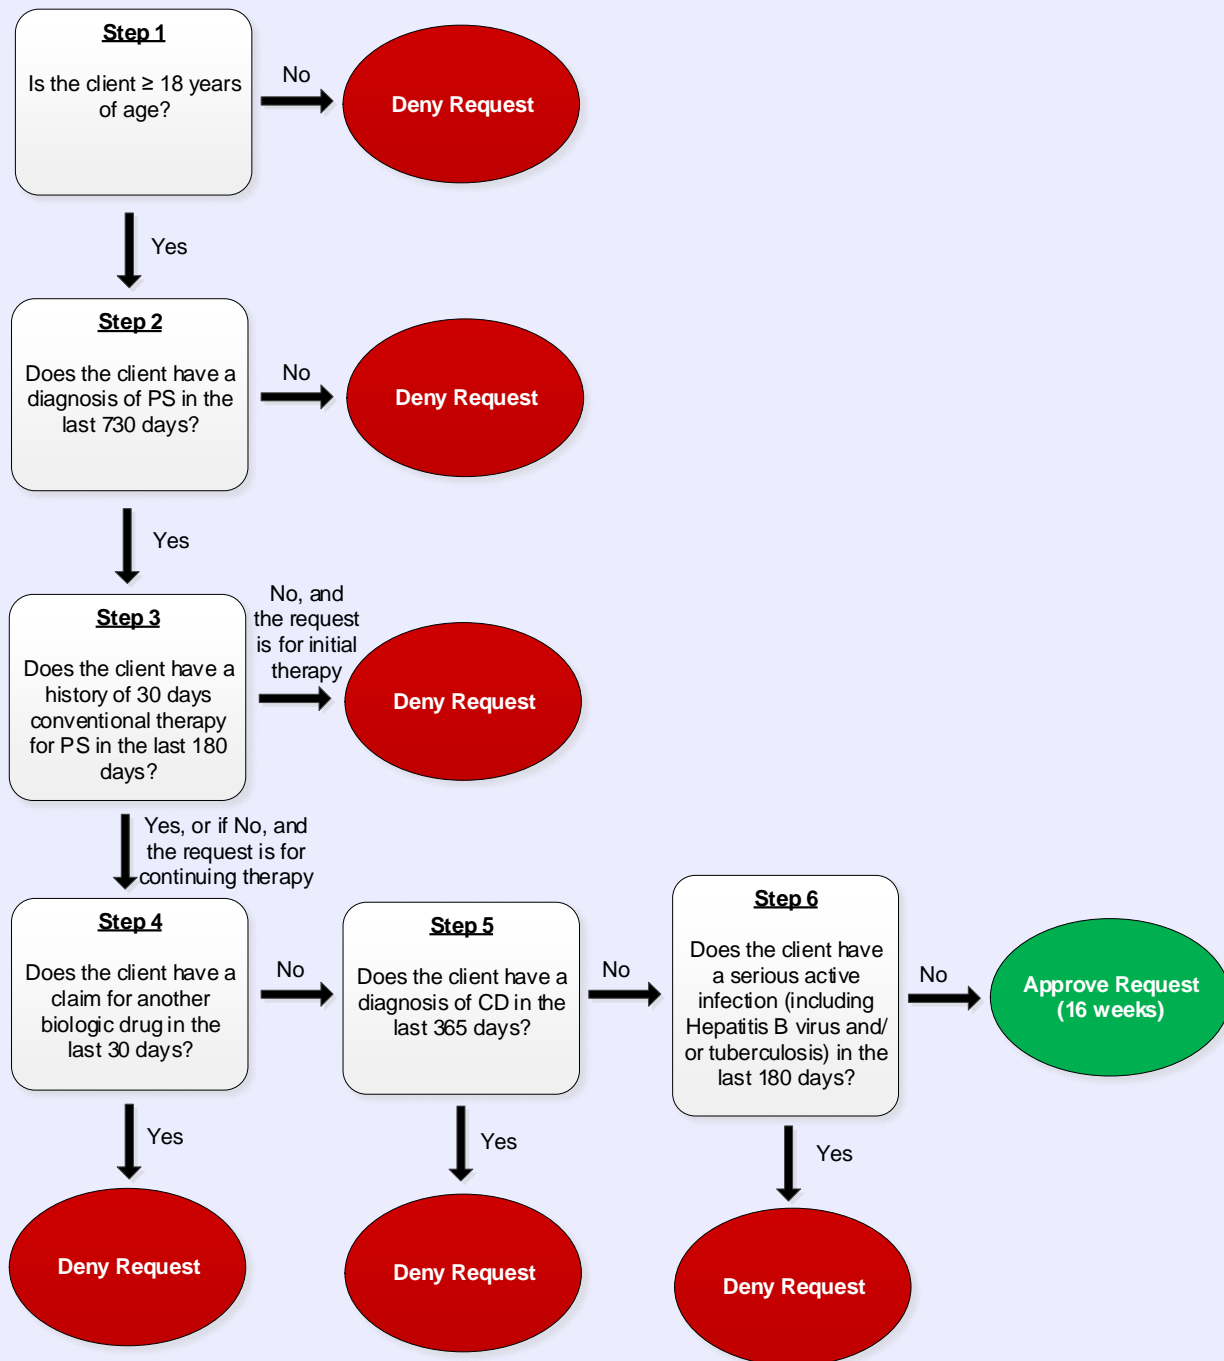 Step 1
Is the client ≥ 18 years
of age?
No
Deny Request
Yes
Step 2
Does the client have a
diagnosis of PS in the
last 730 days?
No
Deny Request
Yes
Step 3
Does the client have a
history of 30 days
conventional therapy
for PS in the last 180
days?
No, and
the request
is for initial
therapy
Deny Request
Yes, or if No, and
the request is for
continuing therapy
Step 4
Does the client have a
claim for another
biologic drug in the
last 30 days?
No
Step 5
Does the client have a
diagnosis of CD in the
last 365 days?
No
Step 6
Does the client have
a serious active
infection (including
Hepatitis B virus and/
or tuberculosis) in the
last 180 days?
No
Approve Request
(16 weeks)
Yes
Deny Request
Yes
Deny Request
Yes
Deny Request